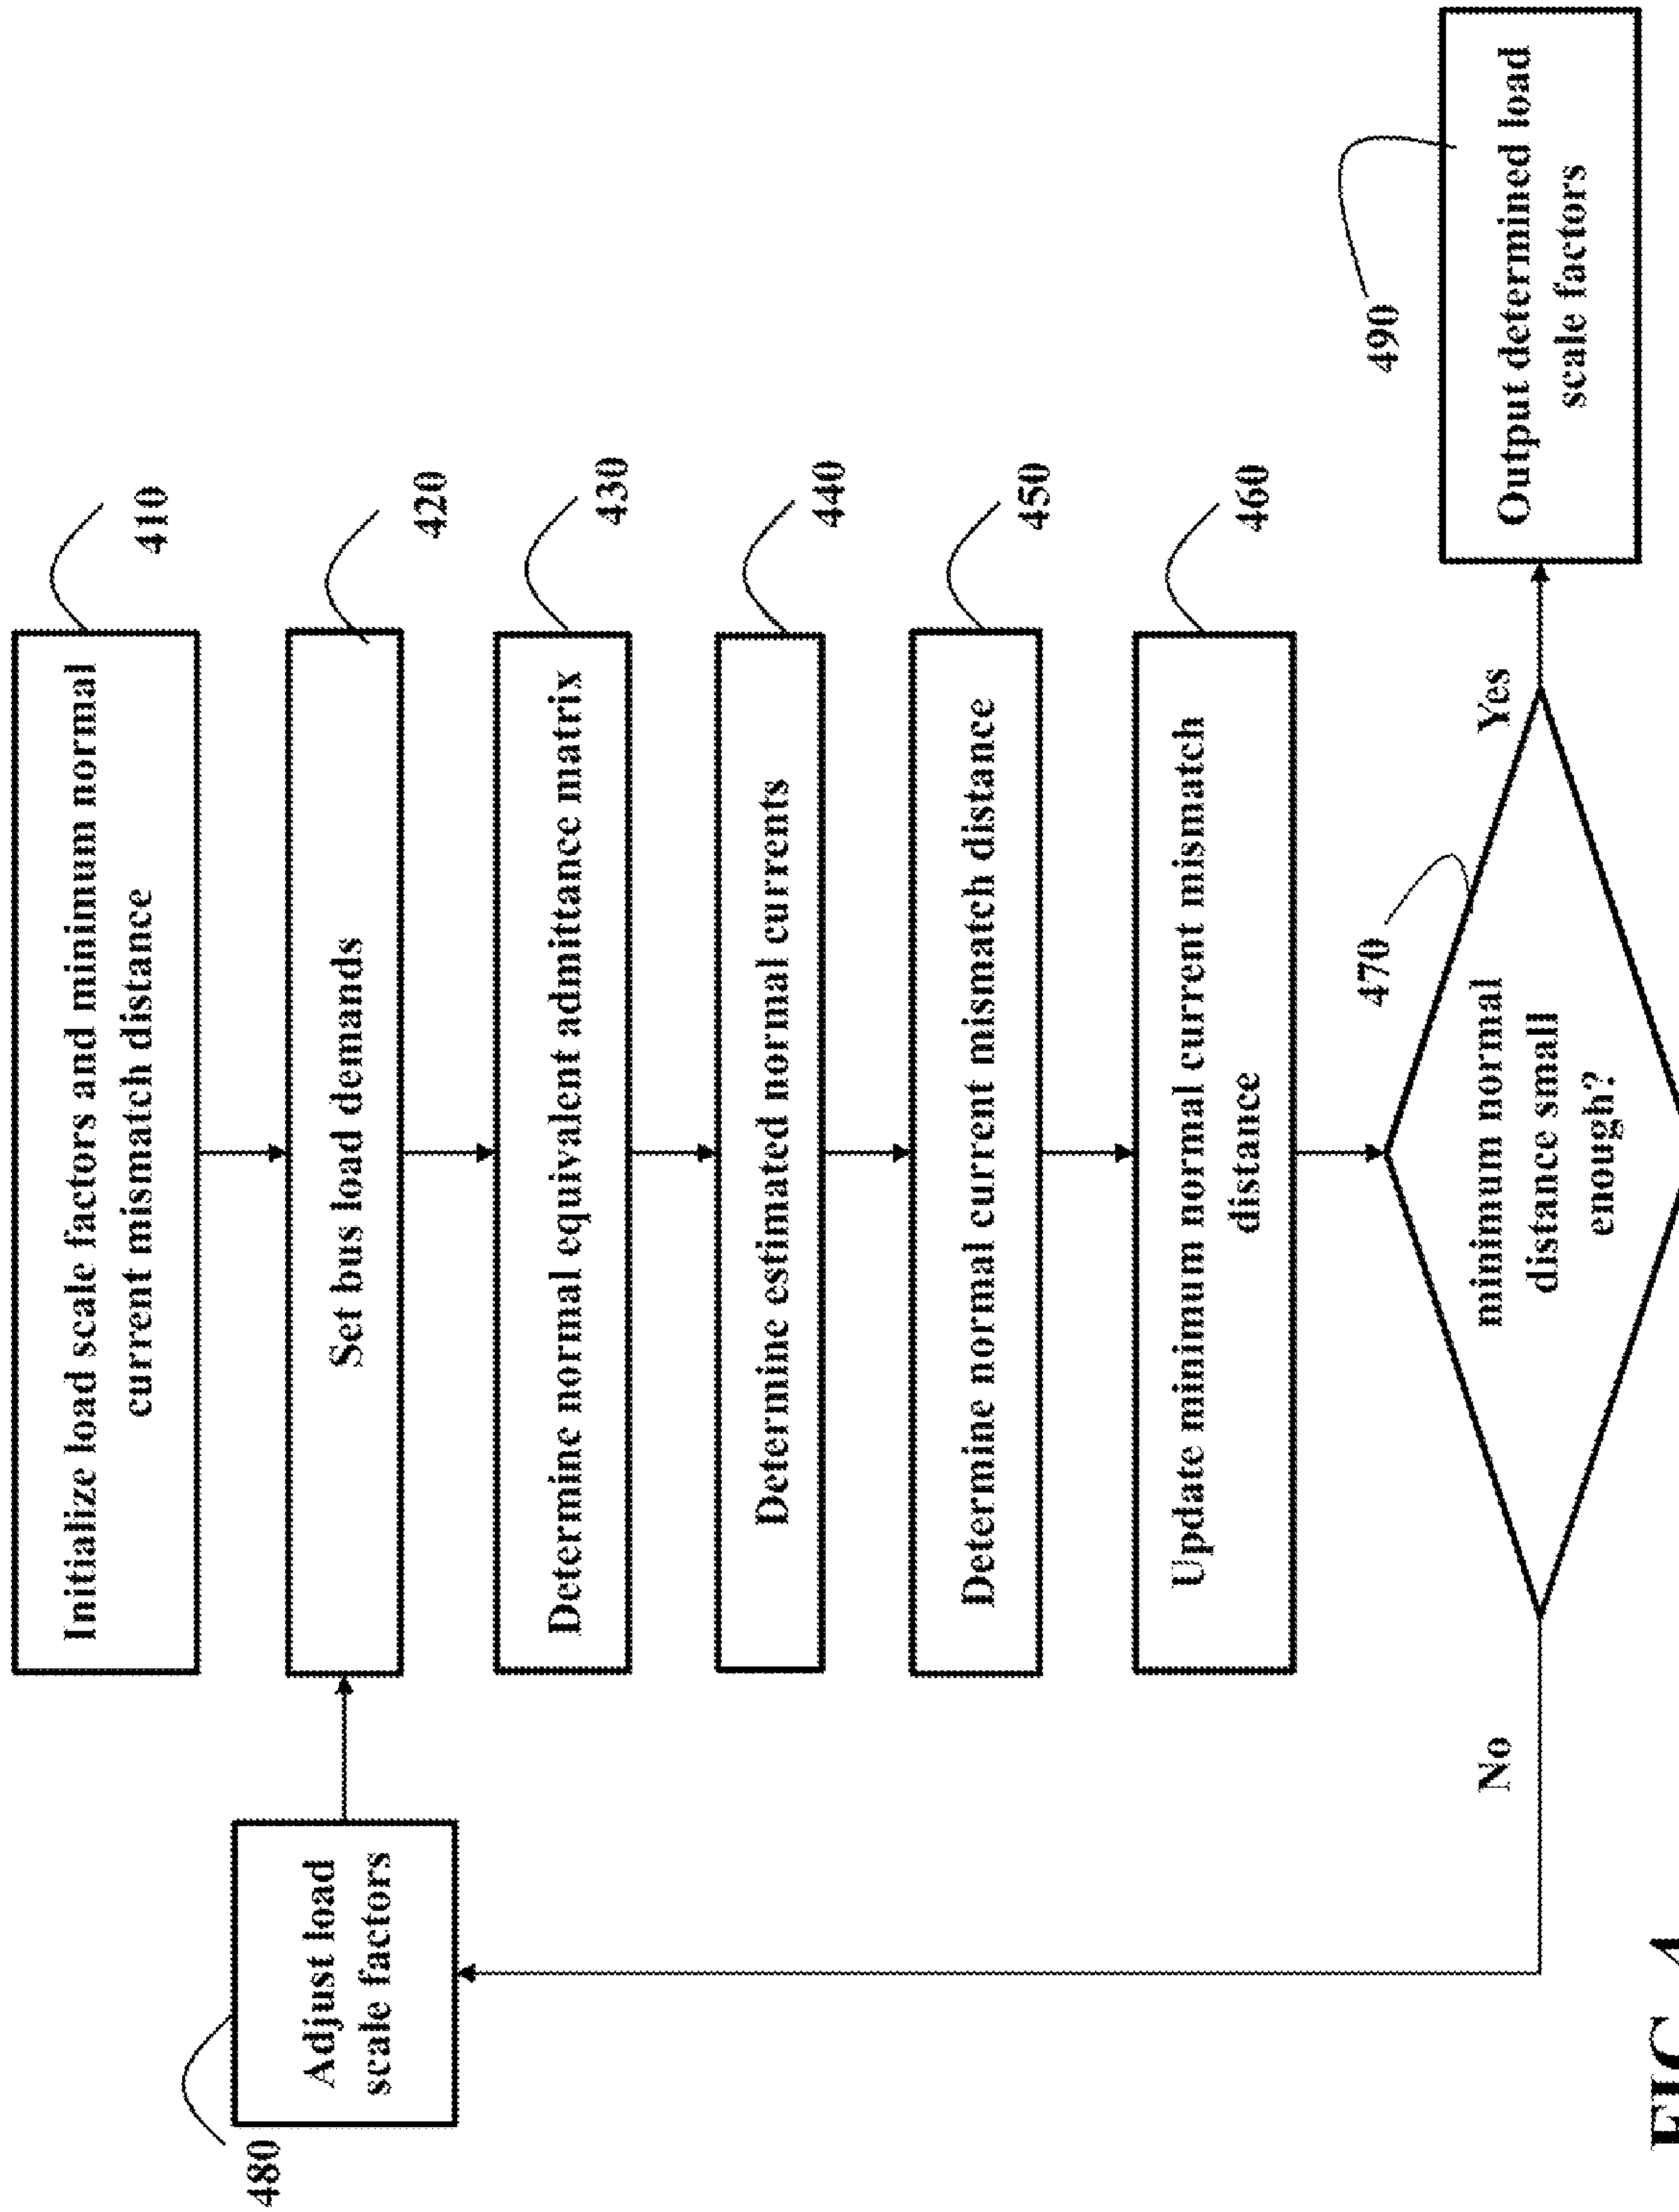 Initialize load scale factors and minimum normal
current mismatch distance
410
Set bus load demands
420
Determine normal equivalent admittance matrix
430
Determine estimated normal currents
440
Determine normal current mismatch distance
450
Update minimum normal current mismatch
distance
460
minimum normal
distance small
enough?
470
Yes
No
Adjust load
scale factors
480
Output determined load
scale factors
490
FIG. 4